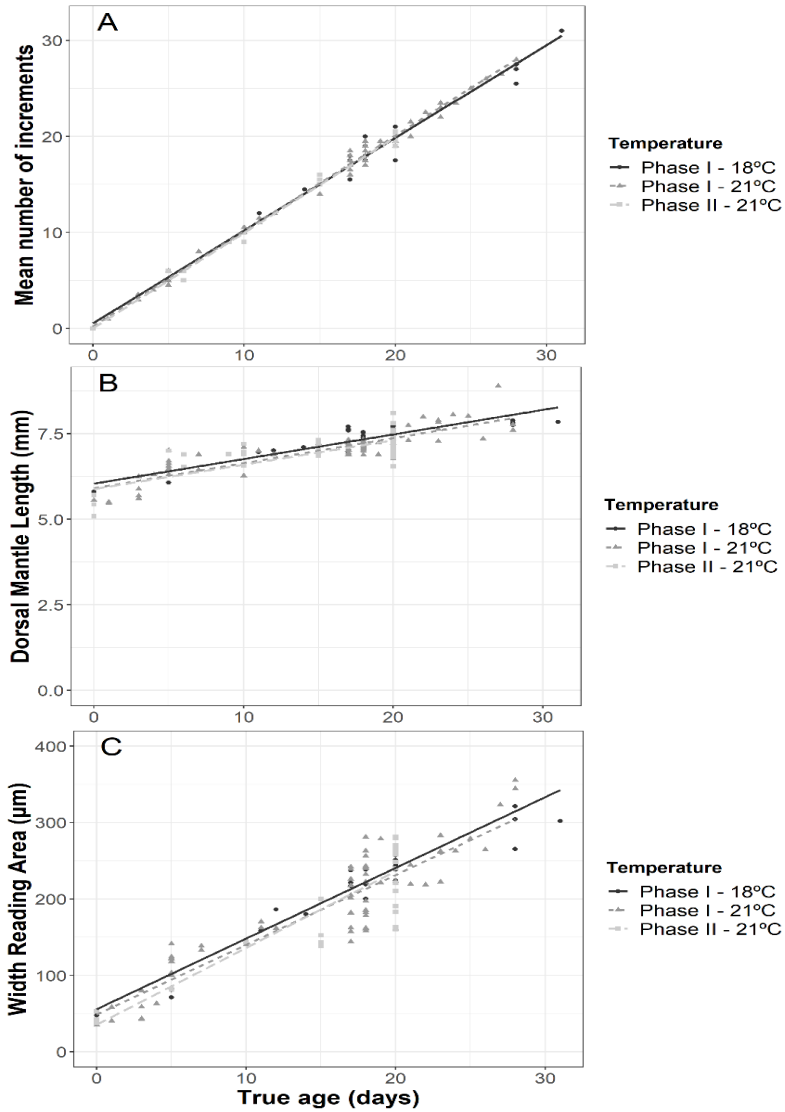 A
Mean number of increments
30
20
10
0
0 10 20 30
Temperature
Phase I - 18ºC
Phase I - 21ºC
Phase II - 21ºC
B
Dorsal Mantle Length (mm)
7.5
5.0
2.5
0.0
0 10 20 30
Temperature
Phase I - 18ºC
Phase I - 21ºC
Phase II - 21ºC
C
Width Reading Area (µm)
400
300
200
100
0
0 10 20 30
True age (days)
Temperature
Phase I - 18ºC
Phase I - 21ºC
Phase II - 21ºC